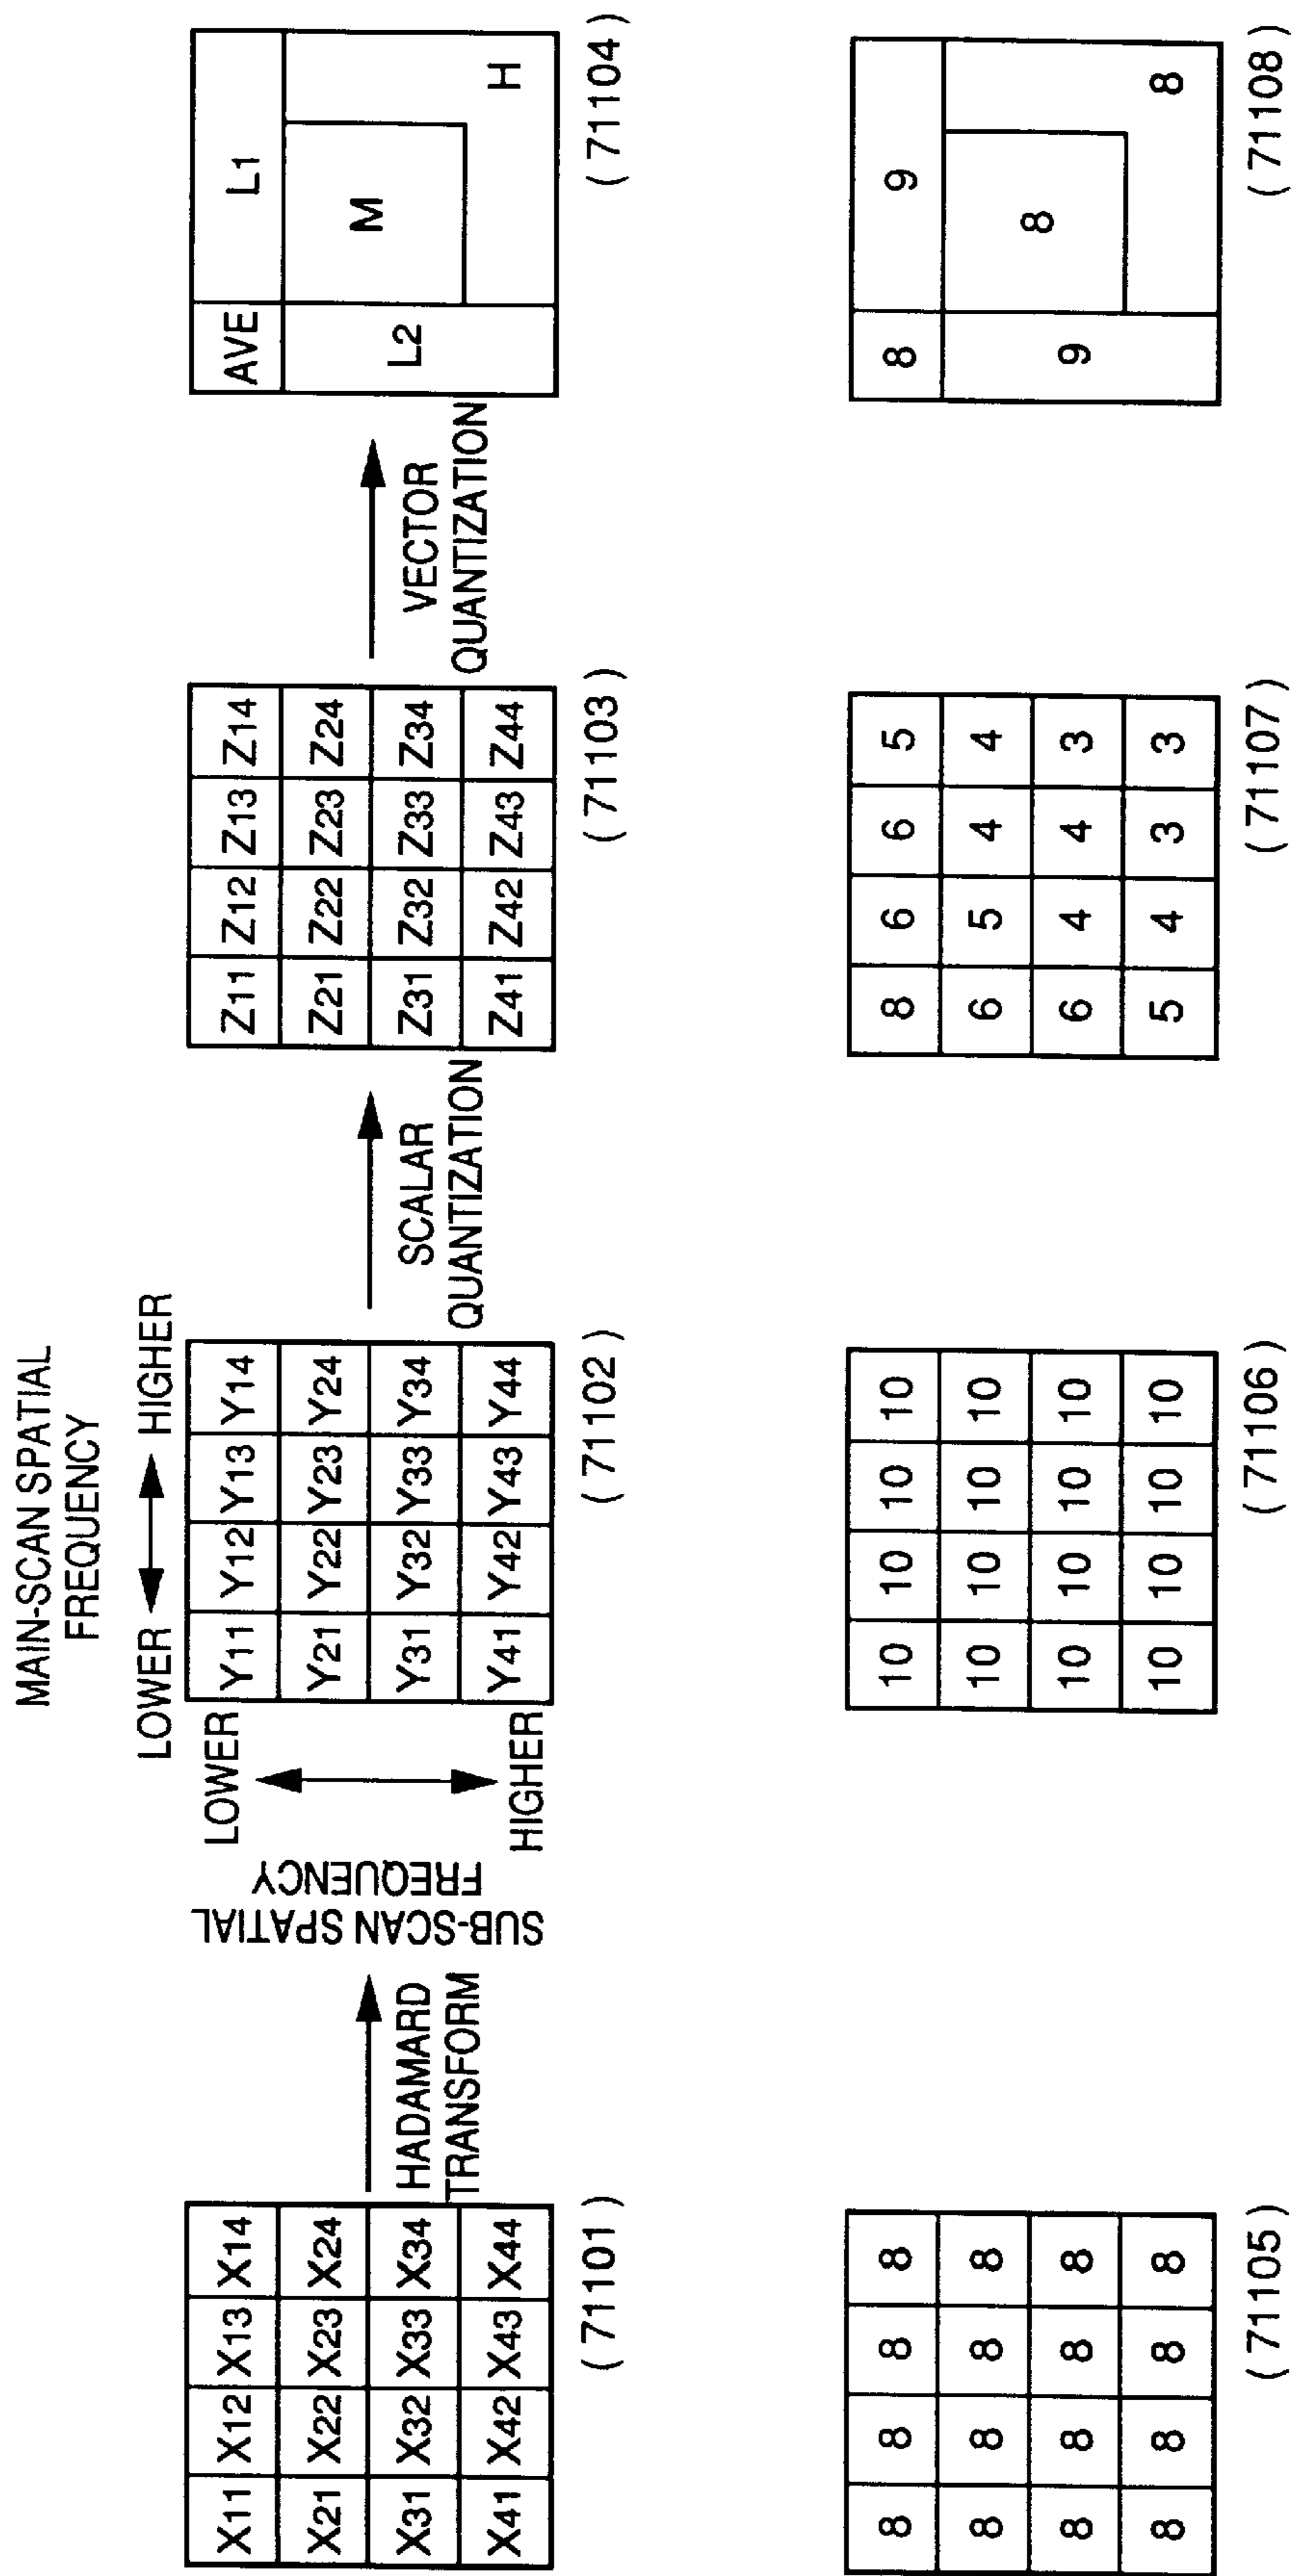 MAIN-SCAN SPATIAL
FREQUENCY
LOWER HIGHER
X11 X12 X13 X14
X21 X22 X23 X24
X31 X32 X33 X34
X41 X42 X43 X44
( 71101 )
HADAMARD
TRANSFORM
SUB-SCAN SPATIAL
FREQUENCY
LOWER
HIGHER
Y11 Y12 Y13 Y14
Y21 Y22 Y23 Y24
Y31 Y32 Y33 Y34
Y41 Y42 Y43 Y44
( 71102 )
SCALAR
QUANTIZATION
Z11 Z12 Z13 Z14
Z21 Z22 Z23 Z24
Z31 Z32 Z33 Z34
Z41 Z42 Z43 Z44
( 71103 )
VECTOR
QUANTIZATION
AVE L1
L2 M
H
( 71104 )
8 8 8 8
8 8 8 8
8 8 8 8
8 8 8 8
( 71105 )
10 10 10 10
10 10 10 10
10 10 10 10
10 10 10 10
( 71106 )
8 6 6 5
6 5 4 4
6 4 4 3
5 4 3 3
( 71107 )
8 9
9 8
8
( 71108 )